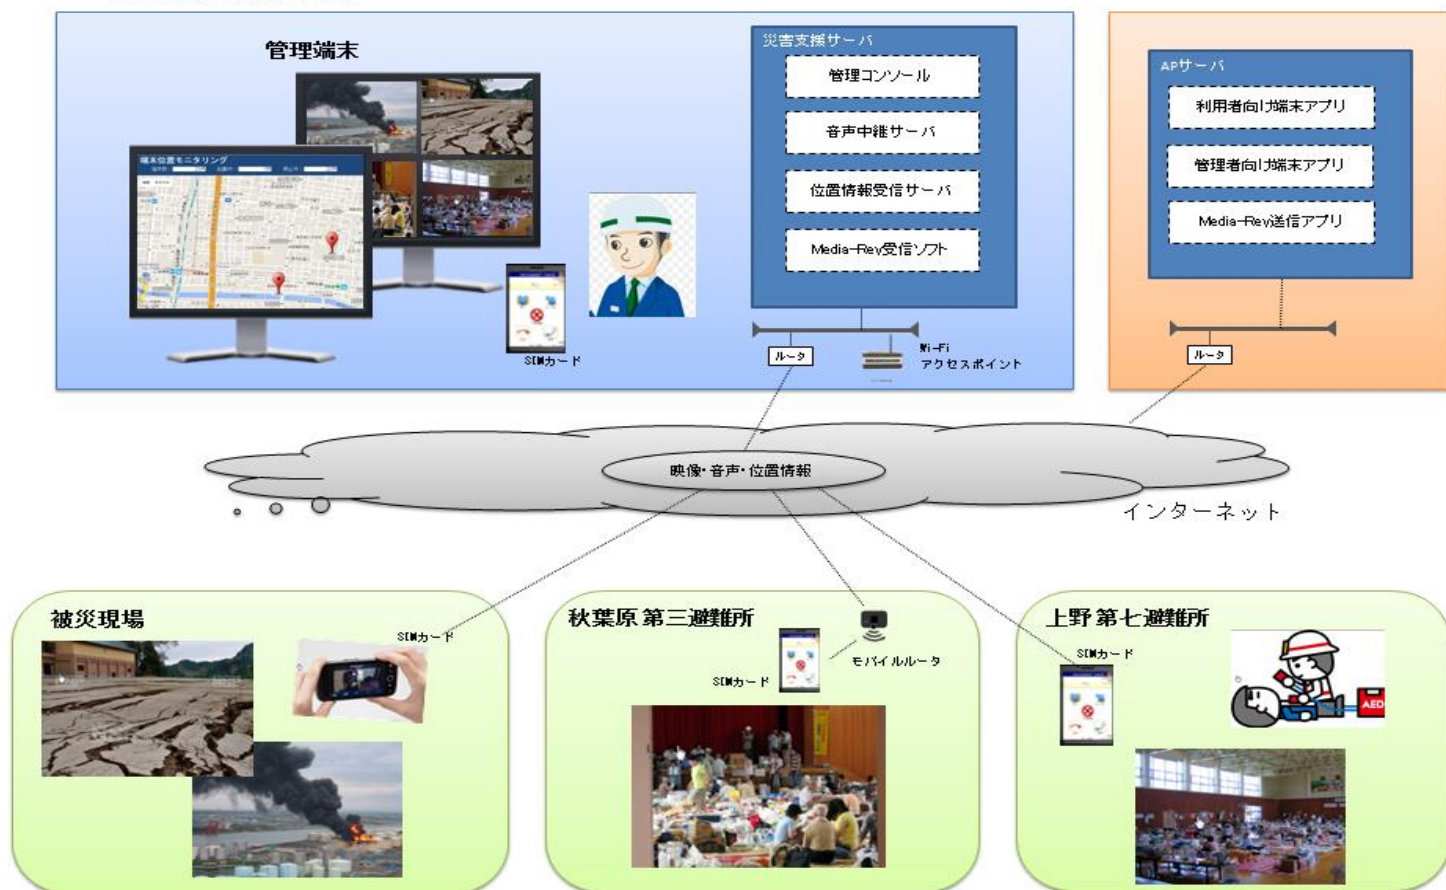 管理端末
端末位置モニタリング
SIMカード
災害支援サーバ
管理コンソール
音声中継サーバ
位置情報受信サーバ
Media-Rev受信ソフト
ルータ
Wi-Fi
アクセスポイント
APサーバ
利用者向け端末アプリ
管理者向け端末アプリ
Media-Rev送信アプリ
ルータ
映像・音声・位置情報
インターネット
被災現場
SIMカード
秋葉原 第三避難所
SIMカード
モバイルルータ
上野 第七避難所
SIMカード
AED